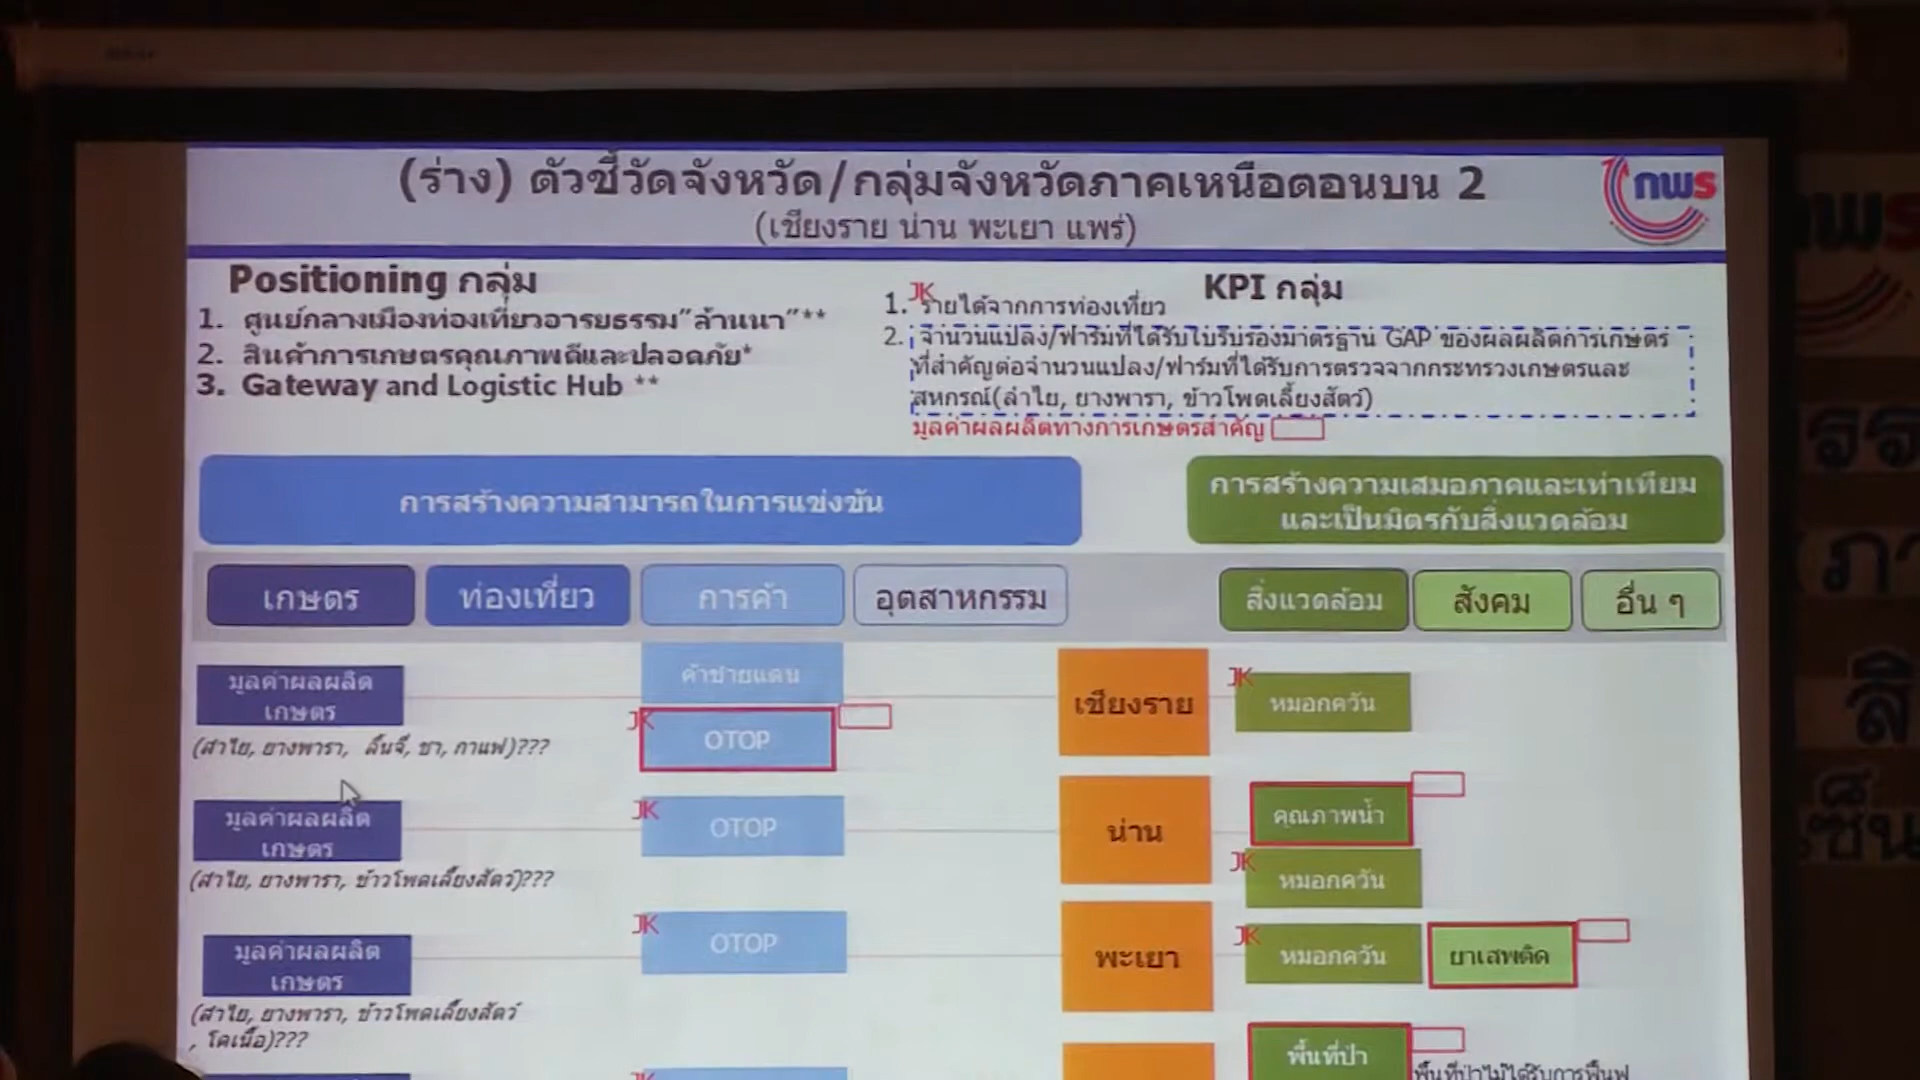 (ร่าง) ตัวชี้วัดจังหวัด/กลุ่มจังหวัดภาคเหนือตอนบน 2
(เชียงราย น่าน พะเยา แพร่)
กพร
Positioning กลุ่ม
1. ศูนย์กลางเมืองท่องเที่ยวอารยธรรม"ล้านนา"**
2. สินค้าการเกษตรคุณภาพดีและปลอดภัย*
3. Gateway and Logistic Hub **
KPI กลุ่ม
JK
1. รายได้จากการท่องเที่ยว
2. จำนวนแปลง/ฟาร์มที่ได้รับใบรับรองมาตรฐาน GAP ของผลผลิตการเกษตร
ที่สำคัญต่อจำนวนแปลง/ฟาร์มที่ได้รับการตรวจจากกระทรวงเกษตรและ
สหกรณ์(ลำไย, ยางพารา, ข้าวโพดเลี้ยงสัตว์)
มูลค่าผลผลิตทางการเกษตรสำคัญ
การสร้างความสามารถในการแข่งขัน
การสร้างความเสมอภาคและเท่าเทียม
และเป็นมิตรกับสิ่งแวดล้อม
เกษตร
ท่องเที่ยว
การค้า
อุตสาหกรรม
สิ่งแวดล้อม
สังคม
อื่น ๆ
มูลค่าผลผลิต
เกษตร
(ลำไย, ยางพารา, ลิ้นจี่, ชา, กาแฟ)???
ค้าชายแดน
JK
OTOP
เชียงราย
JK
หมอกควัน
มูลค่าผลผลิต
เกษตร
(ลำไย, ยางพารา, ข้าวโพดเลี้ยงสัตว์)???
JK
OTOP
น่าน
คุณภาพน้ำ
JK
หมอกควัน
มูลค่าผลผลิต
เกษตร
(ลำไย, ยางพารา, ข้าวโพดเลี้ยงสัตว์
, โคเนื้อ)???
JK
OTOP
พะเยา
JK
หมอกควัน
ยาเสพติด
JK
พื้นที่ป่า